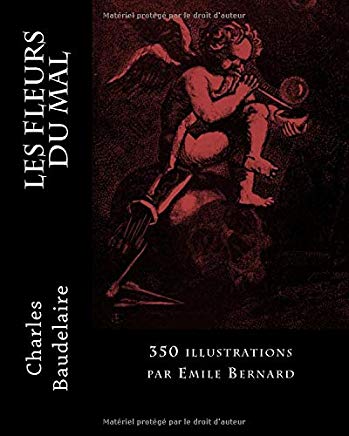 Matériel protégé par le droit d'auteur
LES FLEURS
DU MAL
Charles
Baudelaire
350 ILLUSTRATIONS
PAR EMILE BERNARD
Matériel protégé par le droit d'auteur